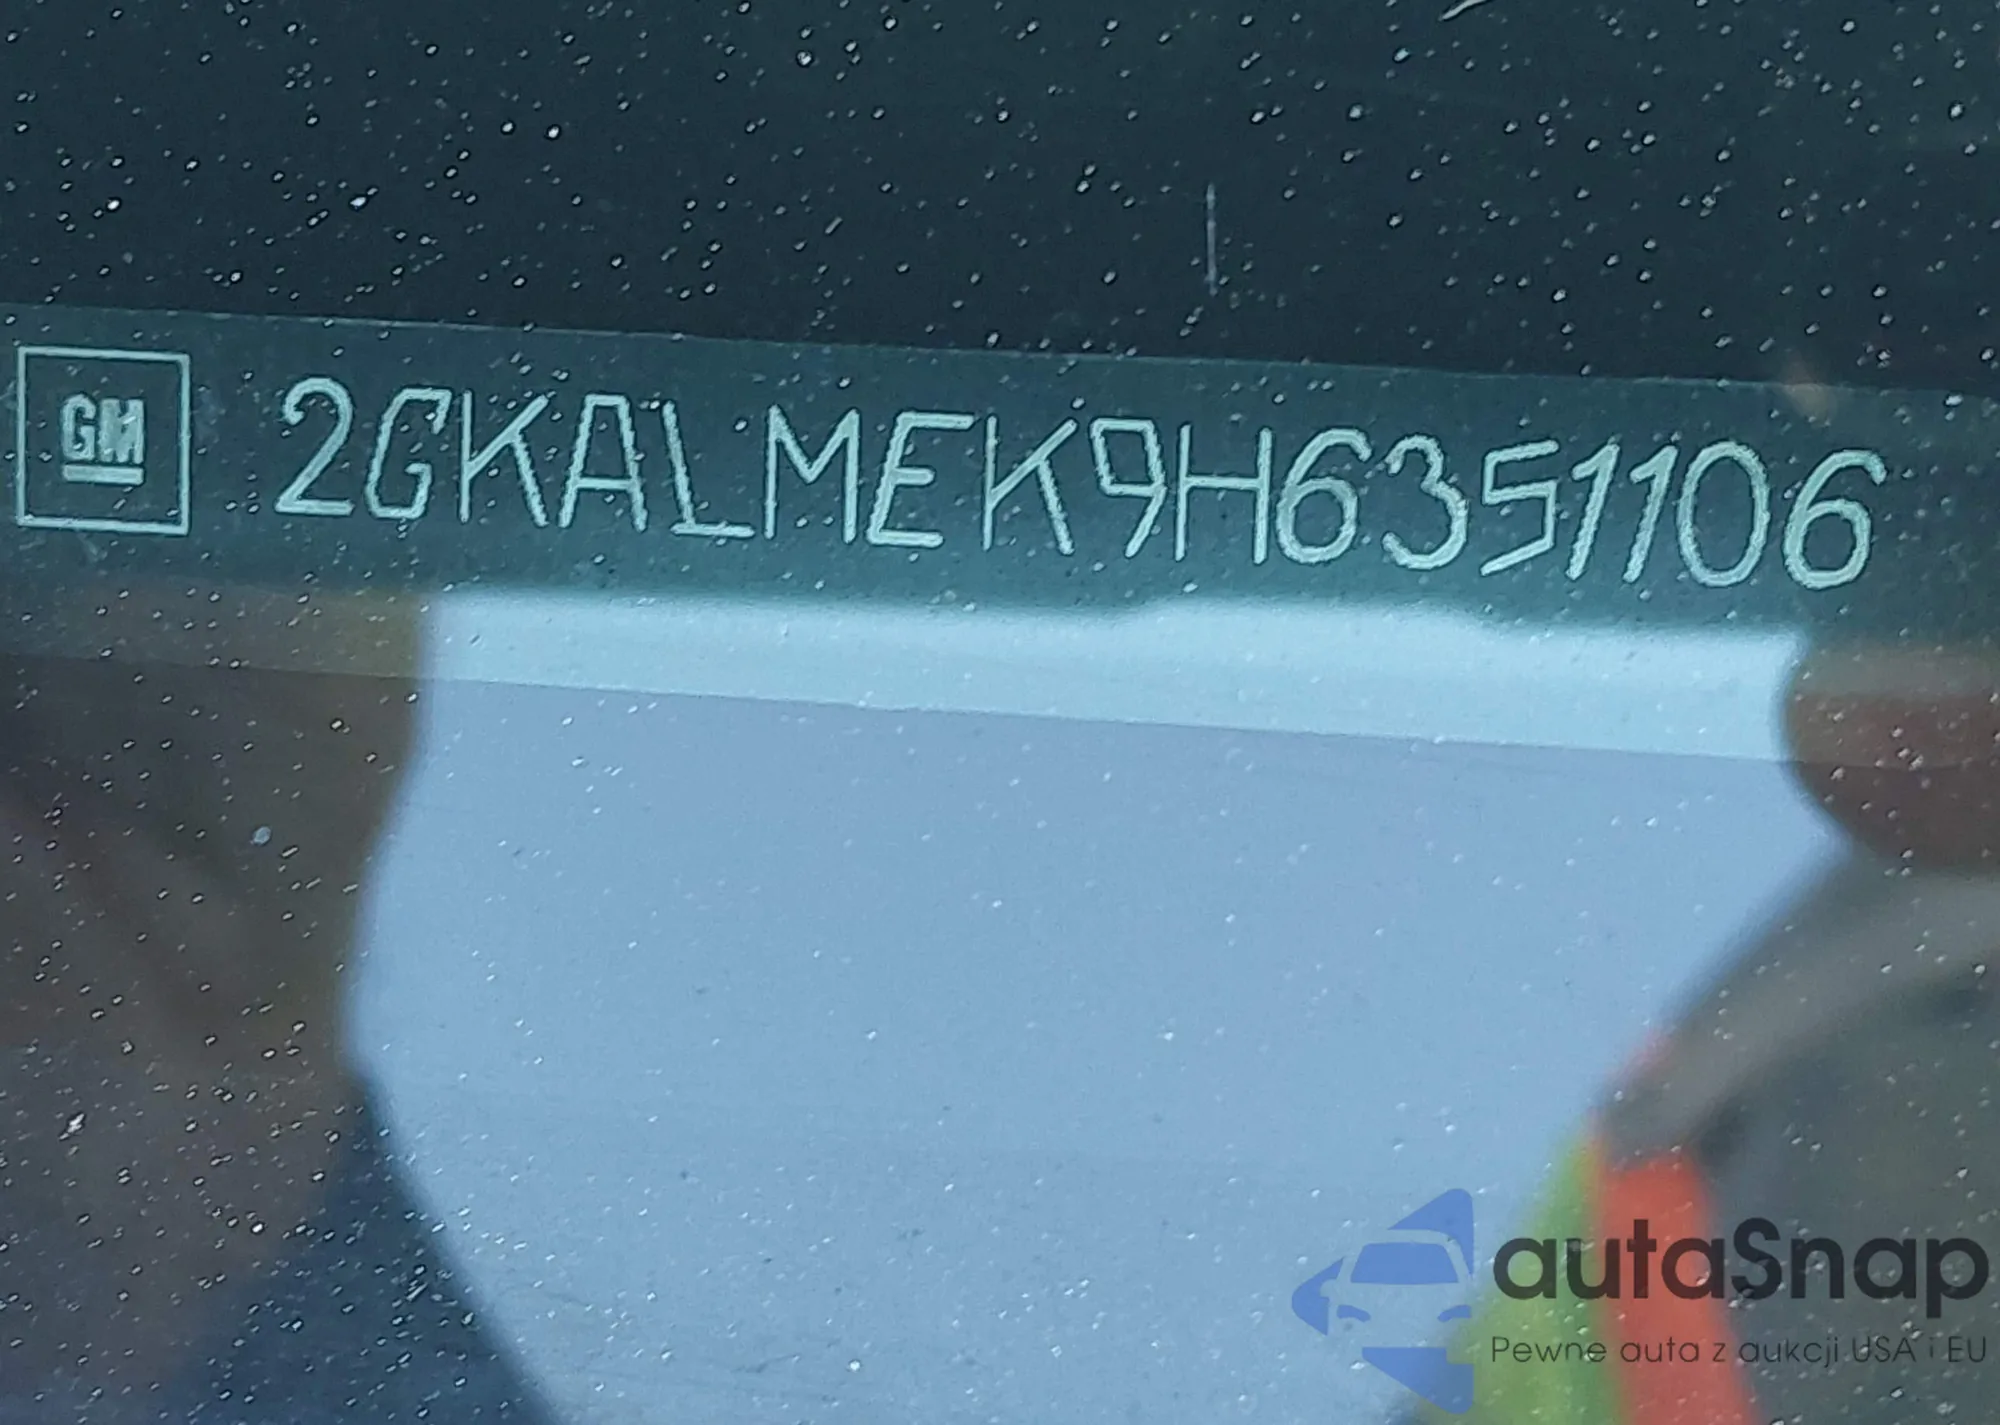 GM 2GKALMEK9H6351106
autaSnap
Pewne auta z aukcji USA i EU